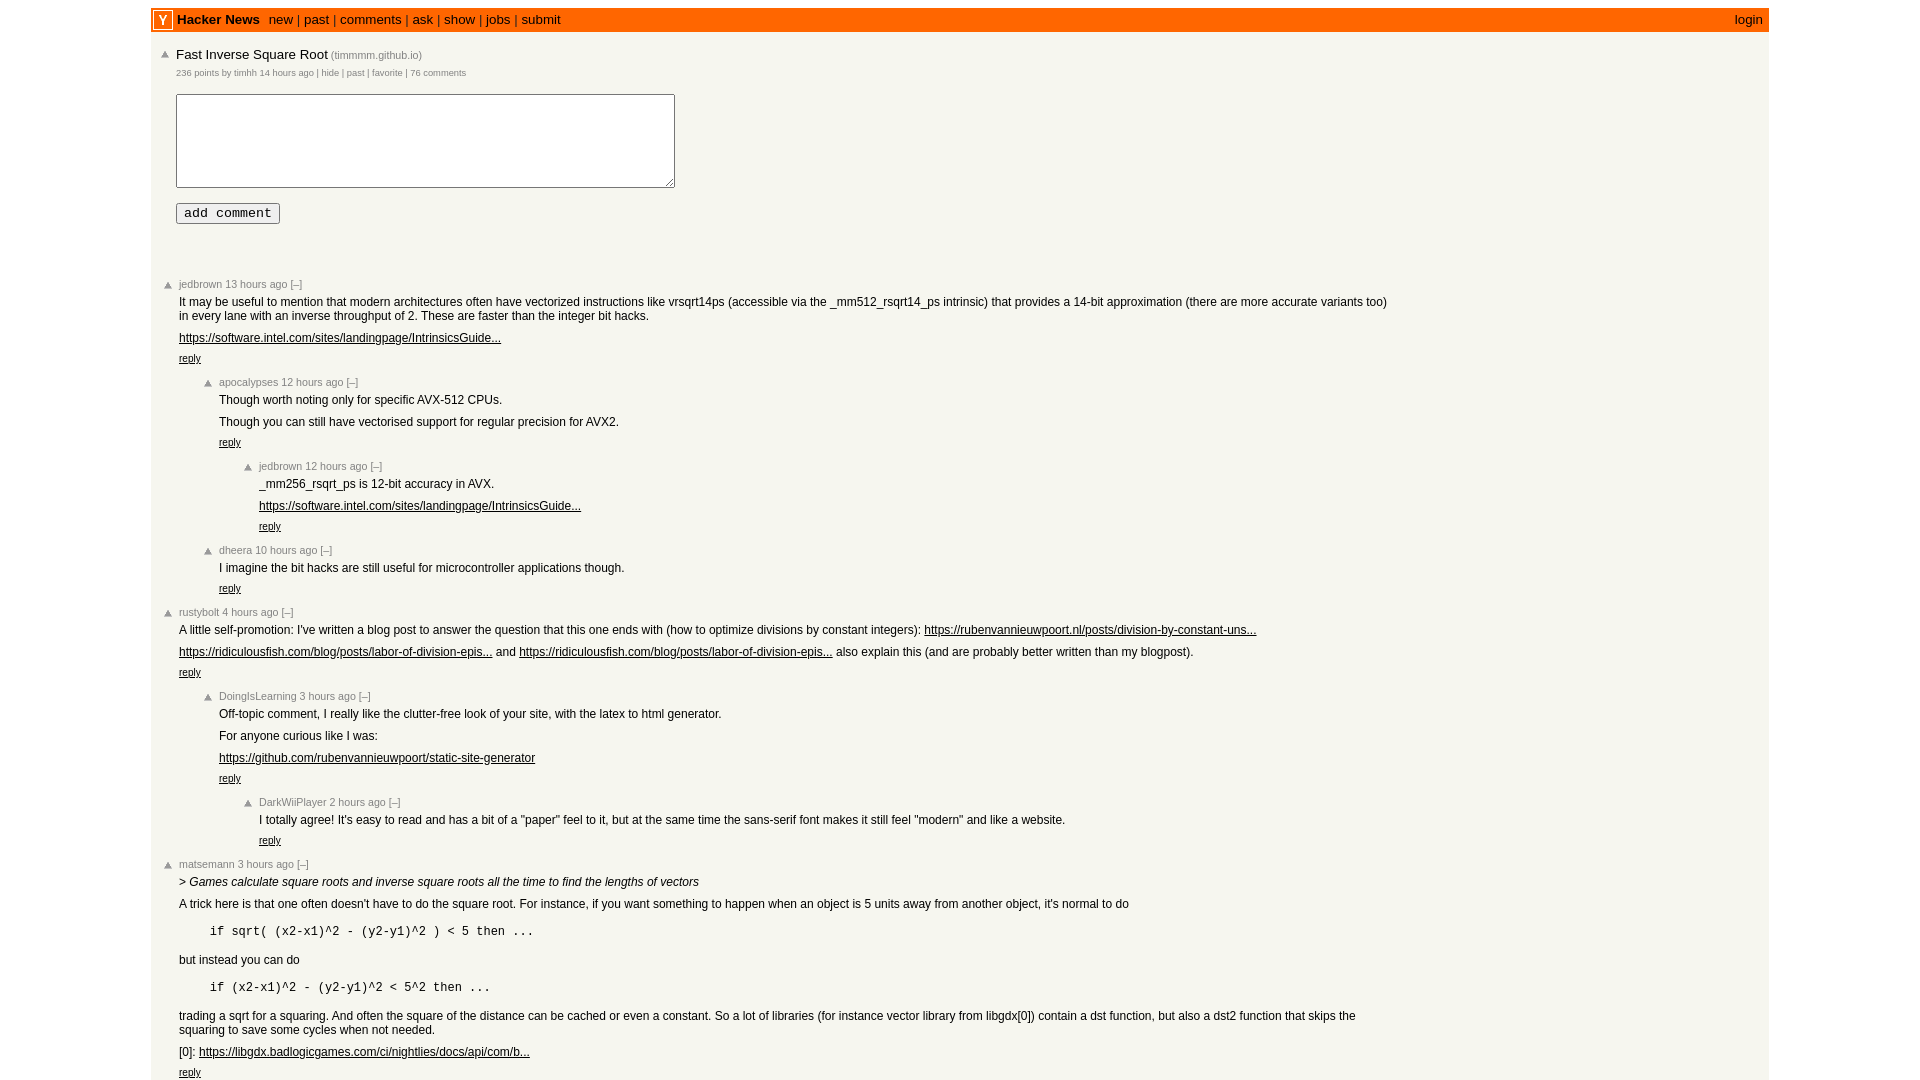 Y Hacker News new | past | comments | ask | show | jobs | submit login
Fast Inverse Square Root (timmmm.github.io)
236 points by timhh 14 hours ago | hide | past | favorite | 76 comments
add comment
jedbrown 13 hours ago [–]
It may be useful to mention that modern architectures often have vectorized instructions like vrsqrt14ps (accessible via the _mm512_rsqrt14_ps intrinsic) that provides a 14-bit approximation (there are more accurate variants too)
in every lane with an inverse throughput of 2. These are faster than the integer bit hacks.
https://software.intel.com/sites/landingpage/IntrinsicsGuide...
reply
apocalypses 12 hours ago [–]
Though worth noting only for specific AVX-512 CPUs.
Though you can still have vectorised support for regular precision for AVX2.
reply
jedbrown 12 hours ago [–]
_mm256_rsqrt_ps is 12-bit accuracy in AVX.
https://software.intel.com/sites/landingpage/IntrinsicsGuide...
reply
dheera 10 hours ago [–]
I imagine the bit hacks are still useful for microcontroller applications though.
reply
rustybolt 4 hours ago [–]
A little self-promotion: I've written a blog post to answer the question that this one ends with (how to optimize divisions by constant integers): https://rubenvannieuwpoort.nl/posts/division-by-constant-uns...
https://ridiculousfish.com/blog/posts/labor-of-division-epis... and https://ridiculousfish.com/blog/posts/labor-of-division-epis... also explain this (and are probably better written than my blogpost).
reply
DoingIsLearning 3 hours ago [–]
Off-topic comment, I really like the clutter-free look of your site, with the latex to html generator.
For anyone curious like I was:
https://github.com/rubenvannieuwpoort/static-site-generator
reply
DarkWiiPlayer 2 hours ago [–]
I totally agree! It's easy to read and has a bit of a "paper" feel to it, but at the same time the sans-serif font makes it still feel "modern" and like a website.
reply
matsemann 3 hours ago [–]
> Games calculate square roots and inverse square roots all the time to find the lengths of vectors
A trick here is that one often doesn't have to do the square root. For instance, if you want something to happen when an object is 5 units away from another object, it's normal to do
if sqrt( (x2-x1)^2 - (y2-y1)^2 ) < 5 then ...
but instead you can do
if (x2-x1)^2 - (y2-y1)^2 < 5^2 then ...
trading a sqrt for a squaring. And often the square of the distance can be cached or even a constant. So a lot of libraries (for instance vector library from libgdx[0]) contain a dst function, but also a dst2 function that skips the
squaring to save some cycles when not needed.
[0]: https://libgdx.badlogicgames.com/ci/nightlies/docs/api/com/b...
reply